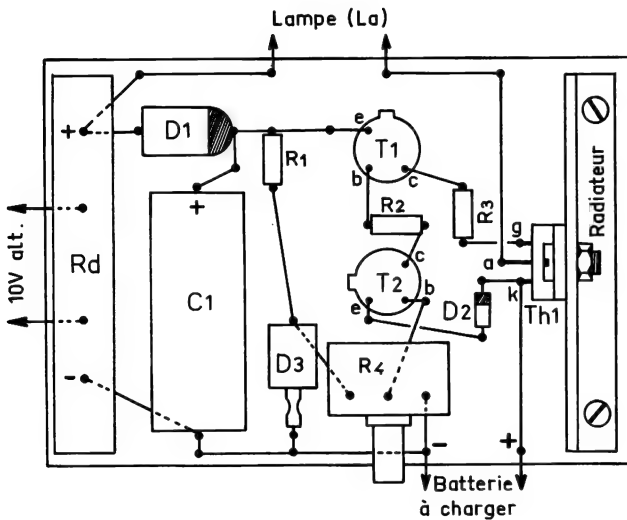 Lampe (La)
+
D1
R1
e
T1
b
c
R2
R3
Radiateur
+
10V alt.
Rd
C1
c
T2
b
e
g
a
k
D2
Th1
D3
R4
-
-
+
Batterie
à charger